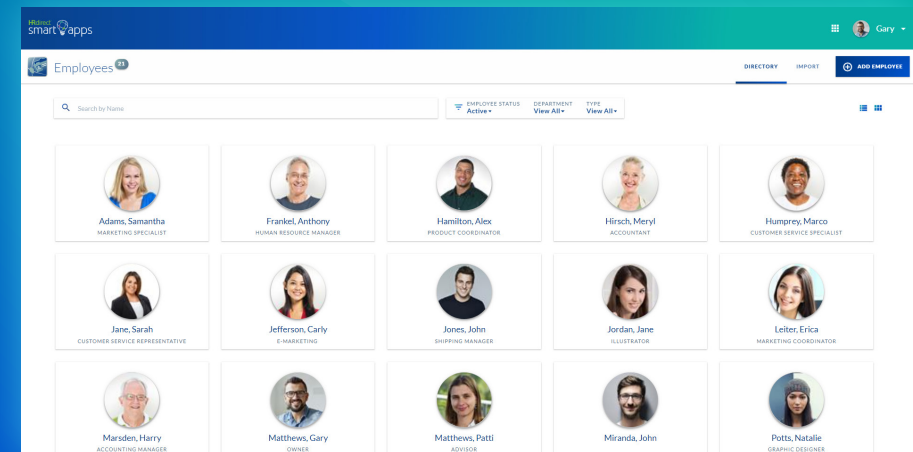 HRdirect
smart apps
Gary
Employees 21
DIRECTORY IMPORT ADD EMPLOYEE
Search by Name
EMPLOYEE STATUS DEPARTMENT TYPE
Active View All View All
Adams, Samantha Frankel, Anthony Hamilton, Alex Hirsch, Meryl Humprey, Marco
MARKETING SPECIALIST HUMAN RESOURCE MANAGER PRODUCT COORDINATOR ACCOUNTANT CUSTOMER SERVICE SPECIALIST
Jane, Sarah Jefferson, Carly Jones, John Jordan, Jane Leiter, Erica
CUSTOMER SERVICE REPRESENTATIVE E-MARKETING SHIPPING MANAGER ILLUSTRATOR MARKETING COORDINATOR
Marsden, Harry Matthews, Gary Matthews, Patti Miranda, John Potts, Natalie
ACCOUNTING MANAGER OWNER ADVISOR GRAPHIC DESIGNER